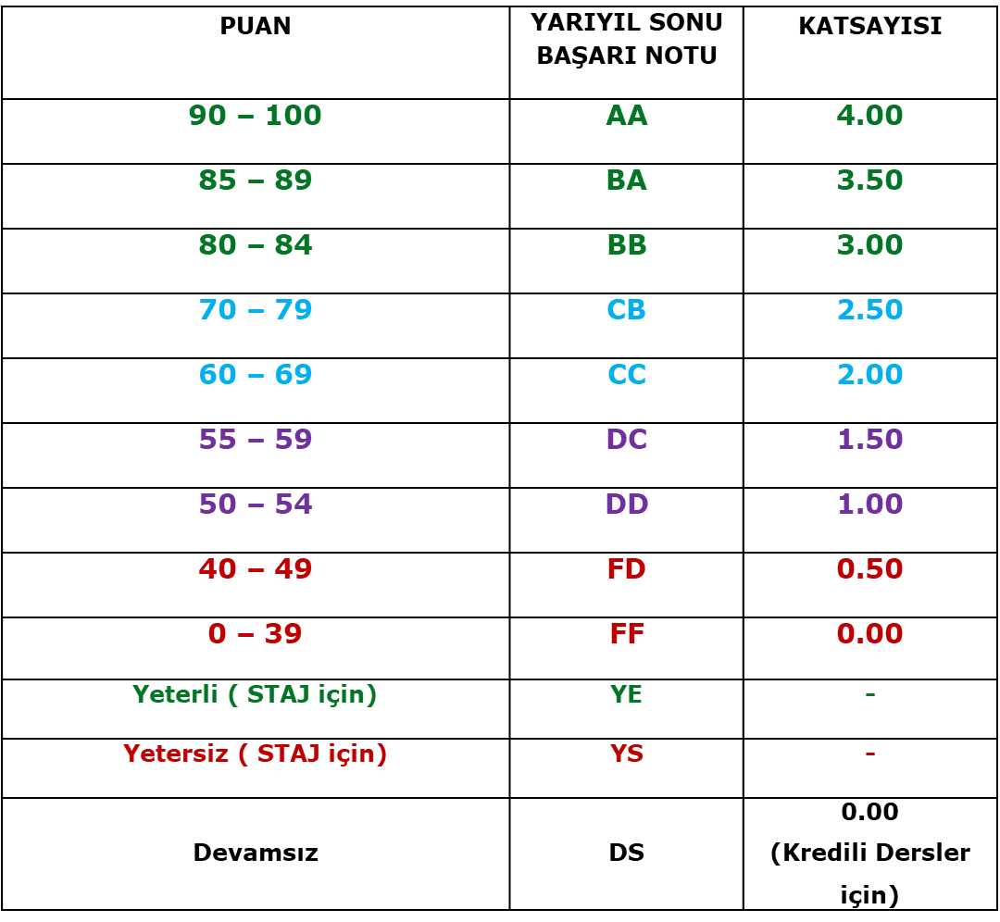 PUAN YARIYIL SONU BAŞARI NOTU KATSAYISI
90 – 100 AA 4.00
85 – 89 BA 3.50
80 – 84 BB 3.00
70 – 79 CB 2.50
60 – 69 CC 2.00
55 – 59 DC 1.50
50 – 54 DD 1.00
40 – 49 FD 0.50
0 – 39 FF 0.00
Yeterli ( STAJ için) YE -
Yetersiz ( STAJ için) YS -
Devamsız DS 0.00 (Kredili Dersler için)